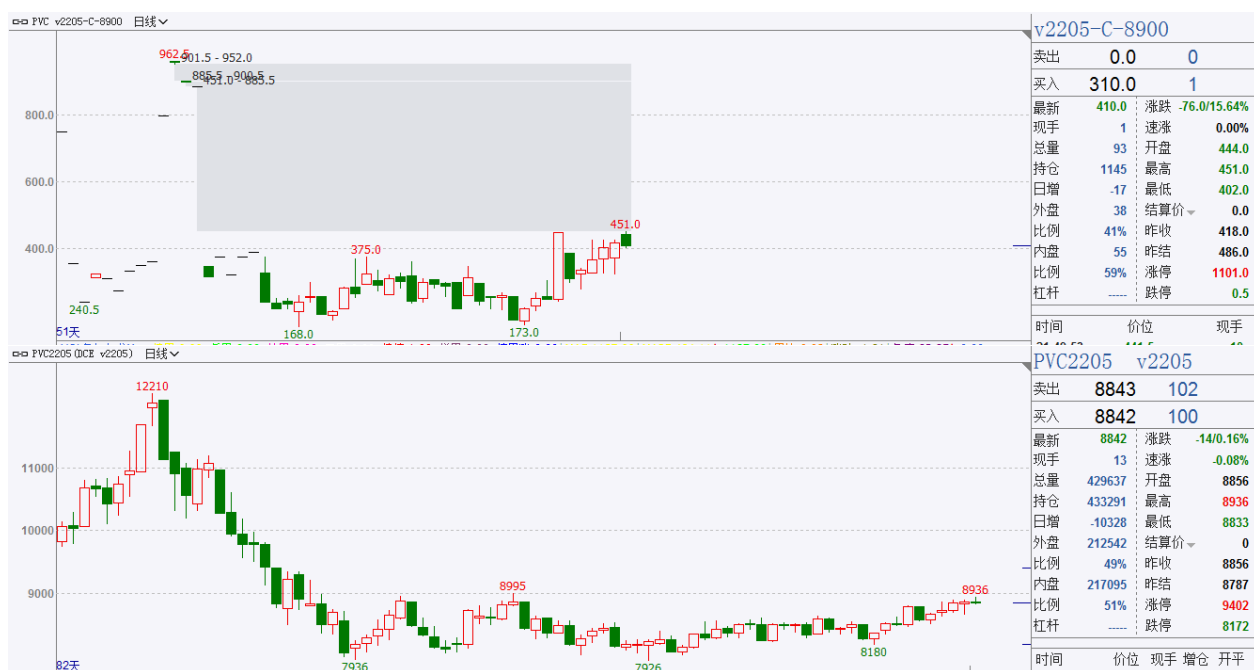 PVC v2205-C-8900 日线
962.5
901.5 - 952.0
885.5 - 900.5
451.0 - 885.5
800.0
600.0
400.0
451.0
375.0
240.5
168.0
173.0
51天
v2205-C-8900
卖出 0.0 0
买入 310.0 1
最新 410.0 涨跌 -76.0/15.64%
现手 1 速涨 0.00%
总量 93 开盘 444.0
持仓 1145 最高 451.0
日增 -17 最低 402.0
外盘 38 结算价 0.0
比例 41% 昨收 418.0
内盘 55 昨结 486.0
比例 59% 涨停 1101.0
杠杆 ----- 跌停 0.5
时间 价位 现手
PVC2205(DCE v2205) 日线
12210
11000
10000
9000
8995
8936
7936
7926
8180
82天
PVC2205 v2205
卖出 8843 102
买入 8842 100
最新 8842 涨跌 -14/0.16%
现手 13 速涨 -0.08%
总量 429637 开盘 8856
持仓 433291 最高 8936
日增 -10328 最低 8833
外盘 212542 结算价 0
比例 49% 昨收 8856
内盘 217095 昨结 8787
比例 51% 涨停 9402
杠杆 ----- 跌停 8172
时间 价位 现手 增仓 开平